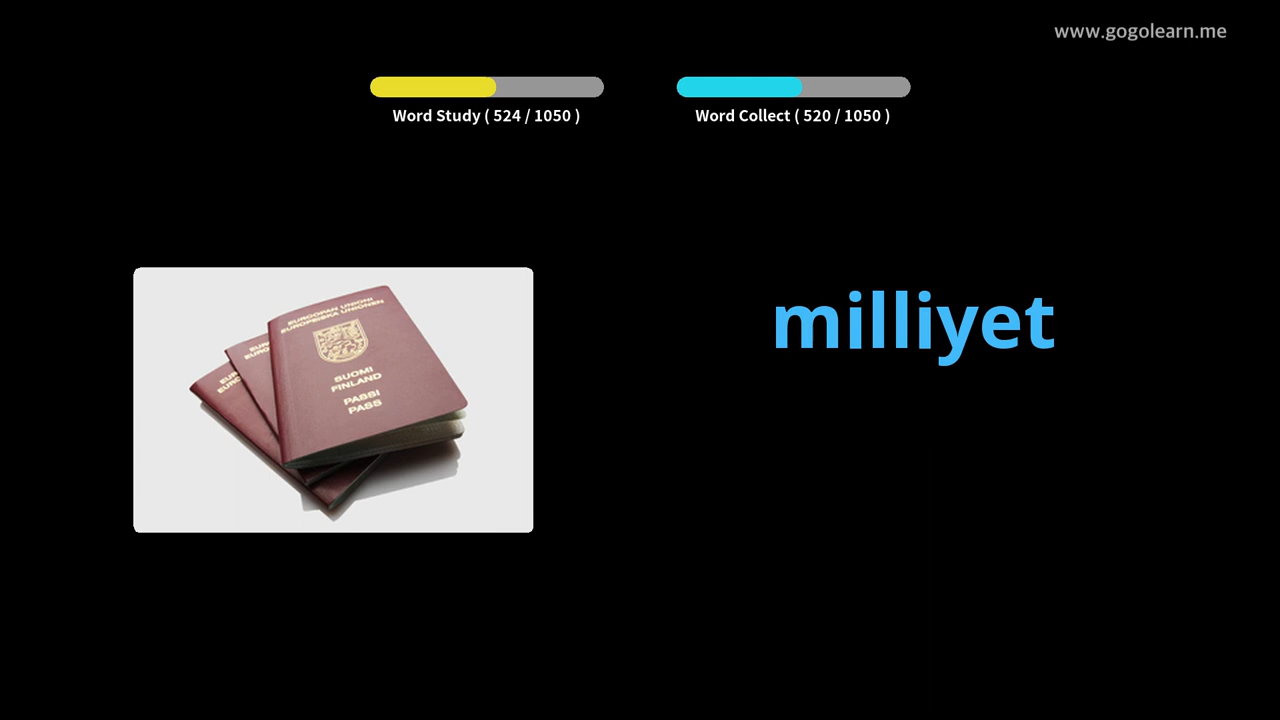 www.gogolearn.me
Word Study ( 524 / 1050 )
Word Collect ( 520 / 1050 )
milliyet
EUROOPAN UNIONI
EUROPEISKA UNIONEN
SUOMI
FINLAND
PASSI
PASS